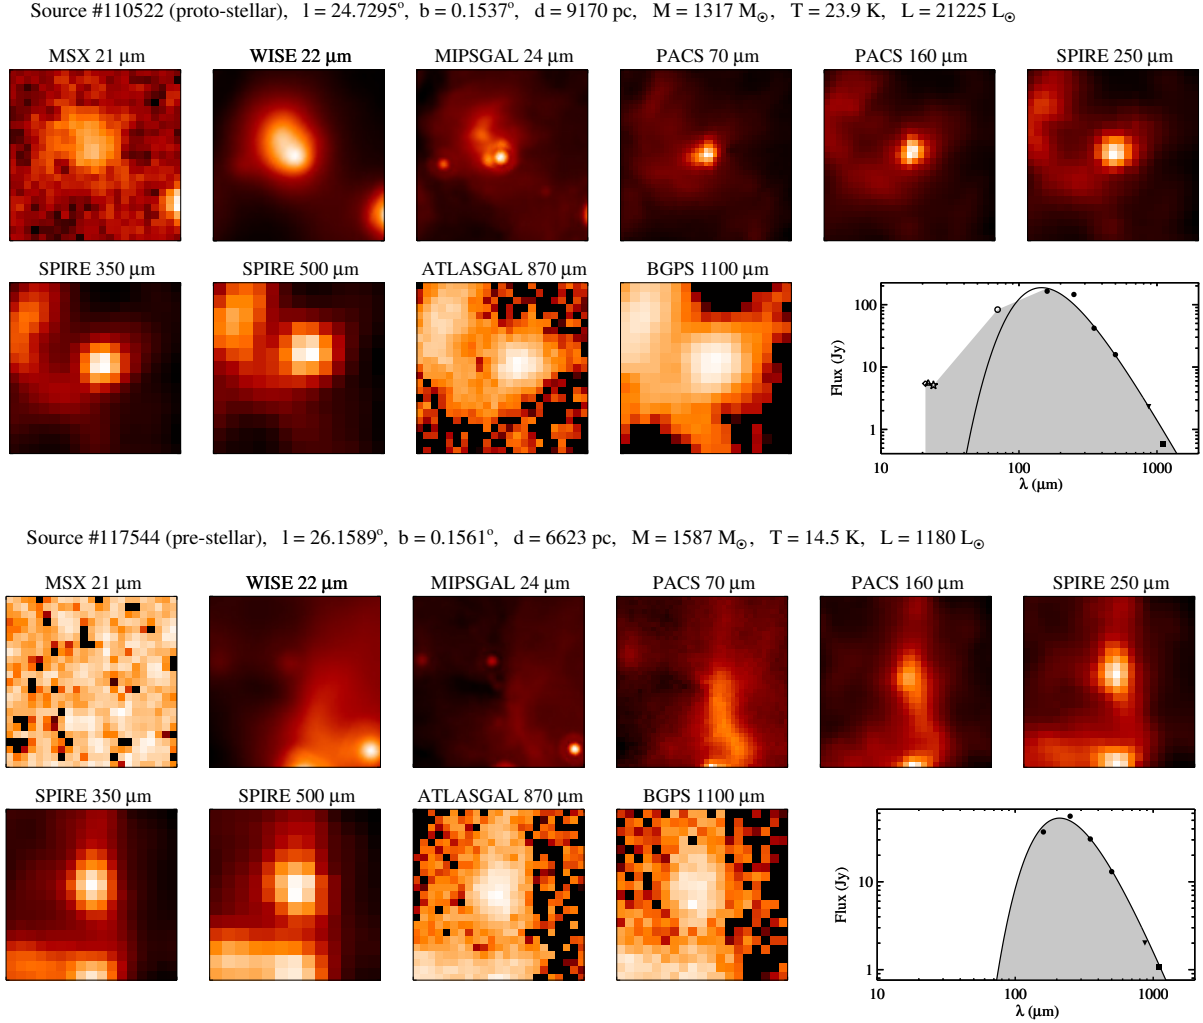 Source #110522 (proto-stellar), l = 24.7295º, b = 0.1537º, d = 9170 pc, M = 1317 M⊙, T = 23.9 K, L = 21225 L⊙
MSX 21 μm WISE 22 μm MIPSGAL 24 μm PACS 70 μm PACS 160 μm SPIRE 250 μm
SPIRE 350 μm SPIRE 500 μm ATLASGAL 870 μm BGPS 1100 μm
Flux (Jy)
100
10
1
10 100 1000
λ (μm)
Source #117544 (pre-stellar), l = 26.1589º, b = 0.1561º, d = 6623 pc, M = 1587 M⊙, T = 14.5 K, L = 1180 L⊙
MSX 21 μm WISE 22 μm MIPSGAL 24 μm PACS 70 μm PACS 160 μm SPIRE 250 μm
SPIRE 350 μm SPIRE 500 μm ATLASGAL 870 μm BGPS 1100 μm
Flux (Jy)
10
1
10 100 1000
λ (μm)